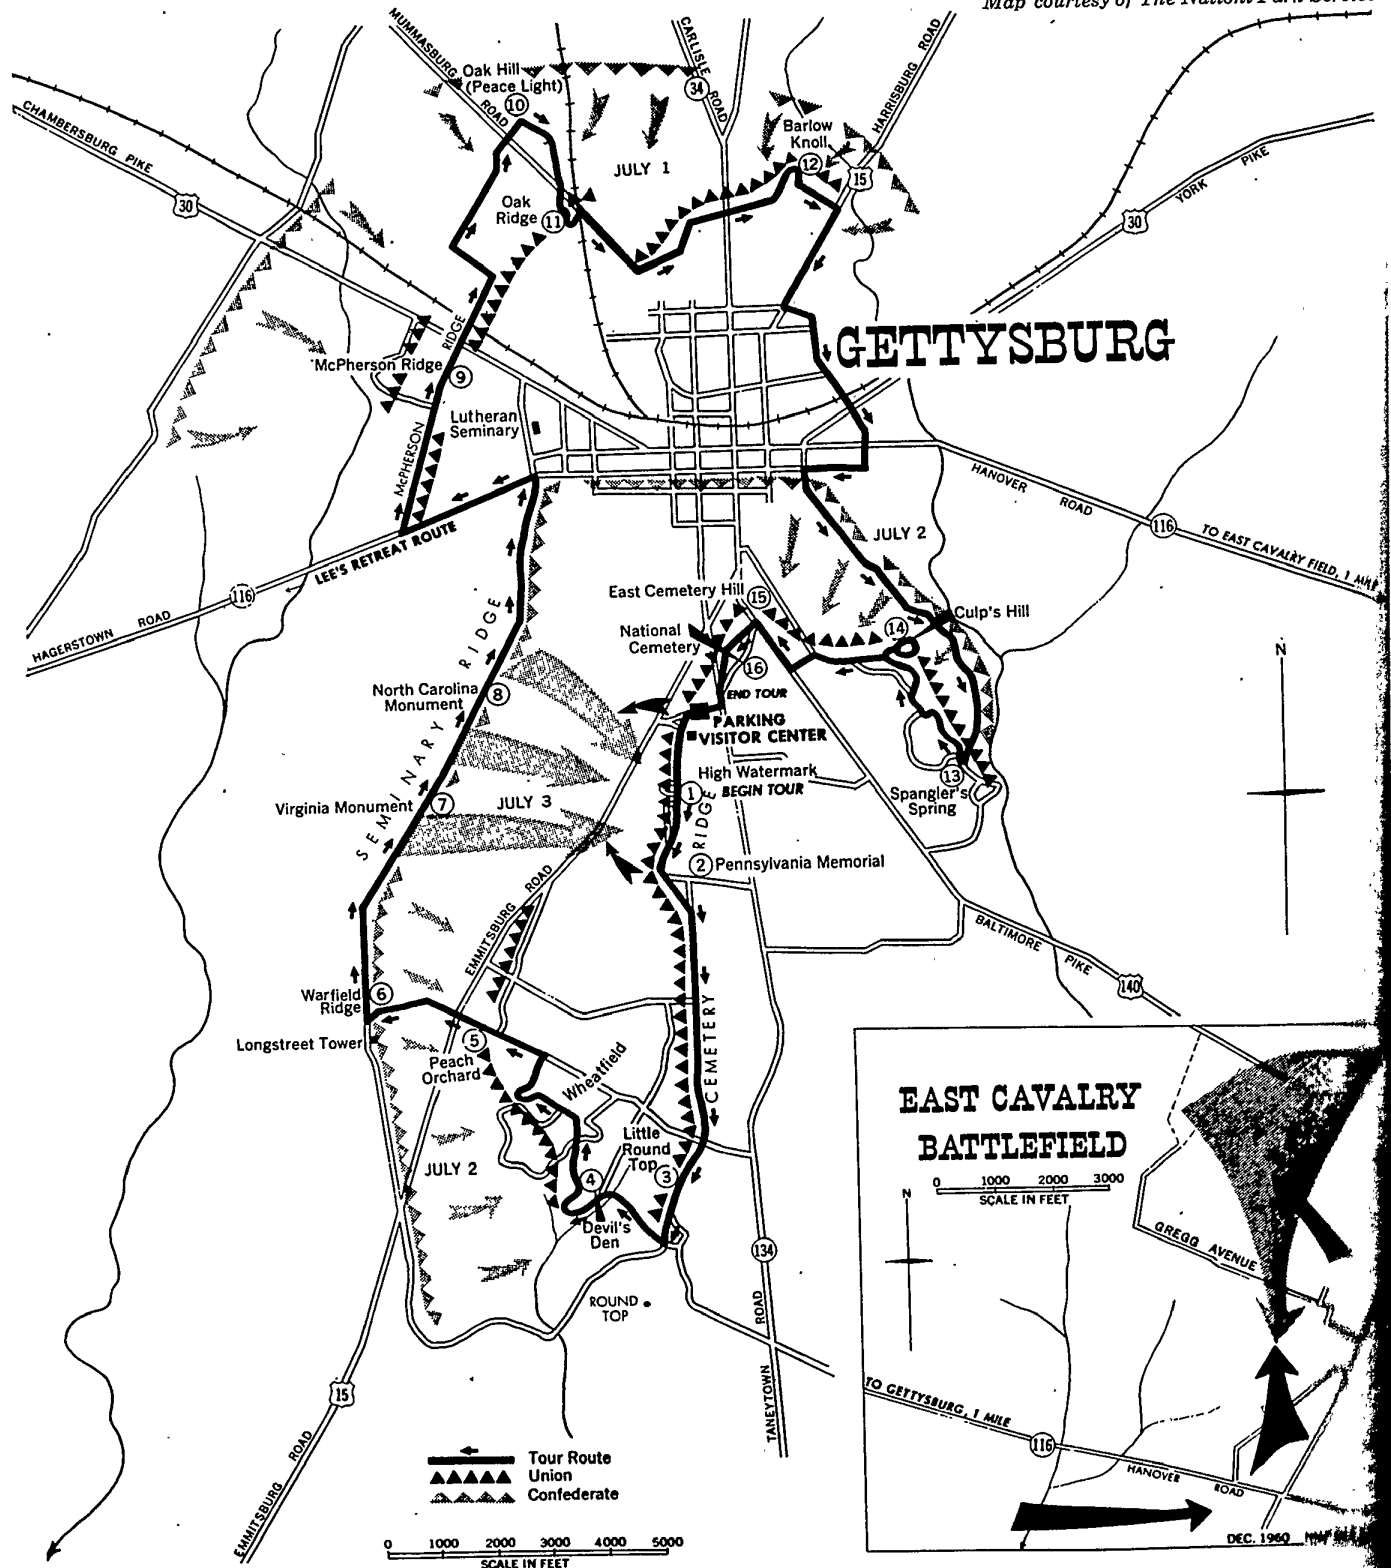 Map courtesy of The Nationl Park Service
MUMMASBURG ROAD
CARLISLE ROAD
34
HARRISBURG ROAD
Oak Hill
(Peace Light)
10
Barlow
Knoll
12
15
CHAMBERSBURG PIKE
30
JULY 1
YORK PIKE
30
Oak
Ridge
11
GETTYSBURG
McPherson Ridge
9
McPHERSON RIDGE
Lutheran
Seminary
HANOVER ROAD
116
TO EAST CAVALRY FIELD, 1 MILE
LEE'S RETREAT ROUTE
116
HAGERSTOWN ROAD
JULY 2
East Cemetery Hill
15
Culp's Hill
14
National
Cemetery
16
END TOUR
PARKING
VISITOR CENTER
North Carolina
Monument
8
SEMINARY RIDGE
High Watermark
1
BEGIN TOUR
13
Spangler's
Spring
Virginia Monument
7
JULY 3
2
Pennsylvania Memorial
CEMETERY RIDGE
EMMITSBURG ROAD
BALTIMORE PIKE
140
N
Warfield
Ridge
6
Longstreet Tower
5
Peach
Orchard
Wheatfield
Little
Round
Top
3
JULY 2
4
Devil's
Den
ROUND
TOP
134
TANEYTOWN ROAD
15
EMMITSBURG ROAD
EAST CAVALRY
BATTLEFIELD
0 1000 2000 3000
SCALE IN FEET
N
GREGG AVENUE
TO GETTYSBURG, 1 MILE
116
HANOVER ROAD
DEC. 1960
Tour Route
Union
Confederate
0 1000 2000 3000 4000 5000
SCALE IN FEET